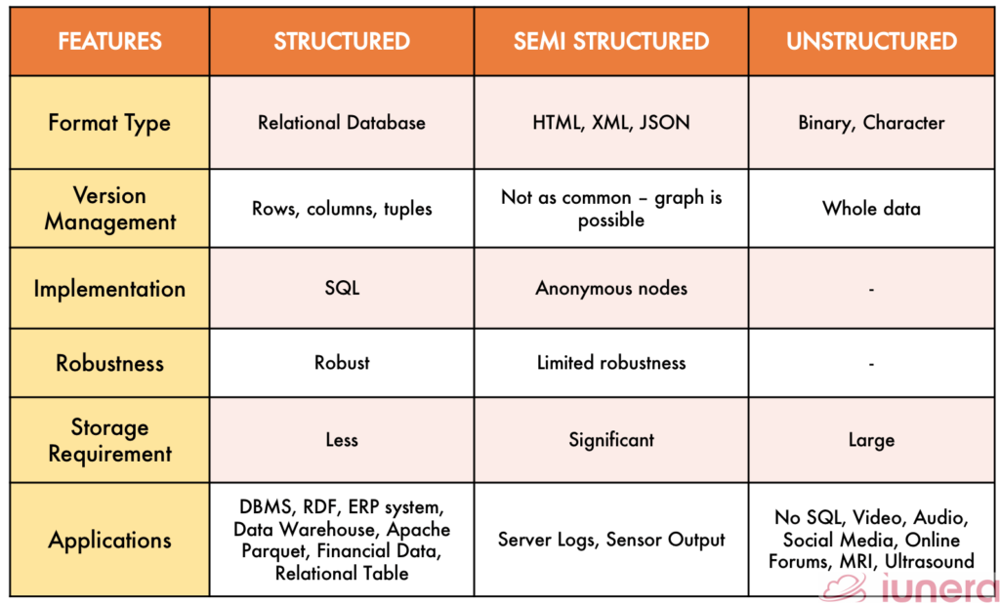 FEATURES STRUCTURED SEMI STRUCTURED UNSTRUCTURED
Format Type Relational Database HTML, XML, JSON Binary, Character
Version
Management
Rows, columns, tuples
Not as common – graph is
possible
Whole data
Implementation SQL Anonymous nodes -
Robustness Robust Limited robustness -
Storage
Requirement
Less Significant Large
Applications
DBMS, RDF, ERP system,
Data Warehouse, Apache
Parquet, Financial Data,
Relational Table
Server Logs, Sensor Output
No SQL, Video, Audio,
Social Media, Online
Forums, MRI, Ultrasound
iunera